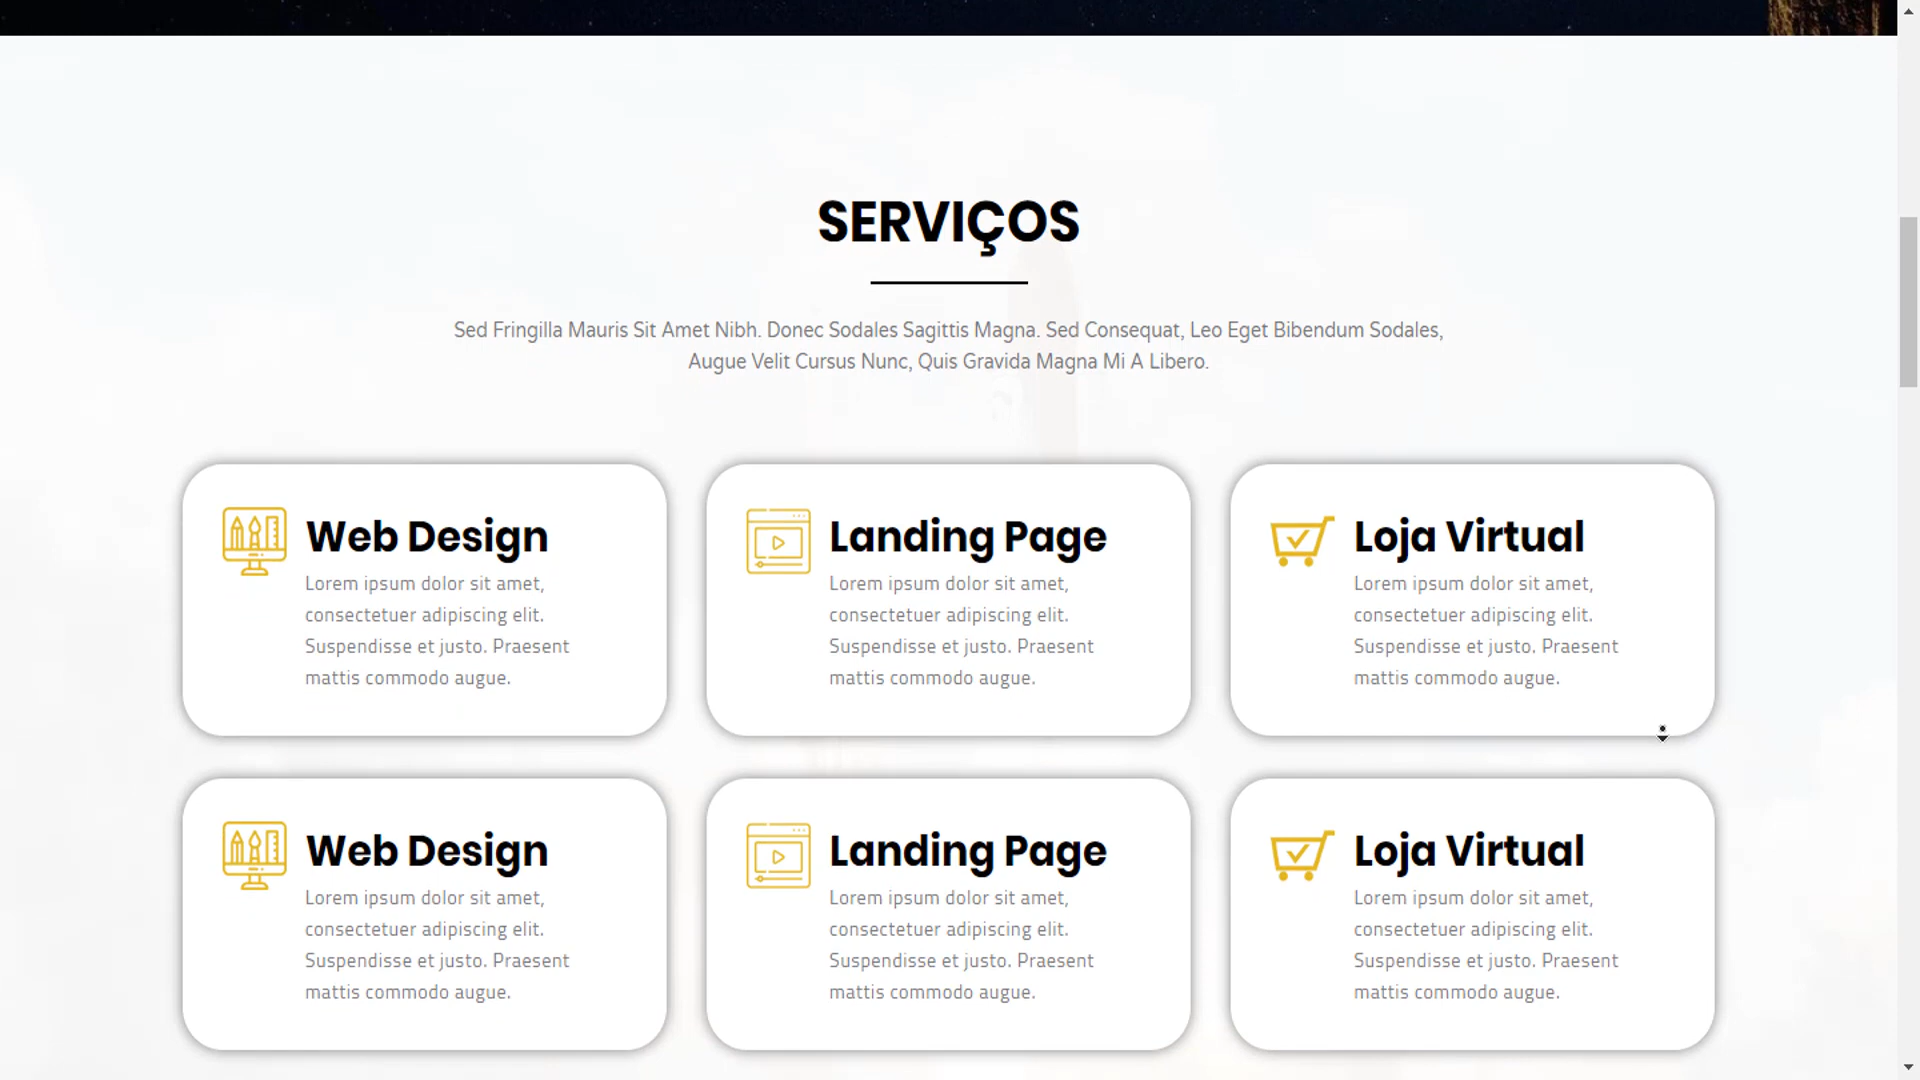 SERVIÇOS
Sed Fringilla Mauris Sit Amet Nibh. Donec Sodales Sagittis Magna. Sed Consequat, Leo Eget Bibendum Sodales,
Augue Velit Cursus Nunc, Quis Gravida Magna Mi A Libero.
Web Design
Lorem ipsum dolor sit amet,
consectetuer adipiscing elit.
Suspendisse et justo. Praesent
mattis commodo augue.
Landing Page
Lorem ipsum dolor sit amet,
consectetuer adipiscing elit.
Suspendisse et justo. Praesent
mattis commodo augue.
Loja Virtual
Lorem ipsum dolor sit amet,
consectetuer adipiscing elit.
Suspendisse et justo. Praesent
mattis commodo augue.
Web Design
Lorem ipsum dolor sit amet,
consectetuer adipiscing elit.
Suspendisse et justo. Praesent
mattis commodo augue.
Landing Page
Lorem ipsum dolor sit amet,
consectetuer adipiscing elit.
Suspendisse et justo. Praesent
mattis commodo augue.
Loja Virtual
Lorem ipsum dolor sit amet,
consectetuer adipiscing elit.
Suspendisse et justo. Praesent
mattis commodo augue.